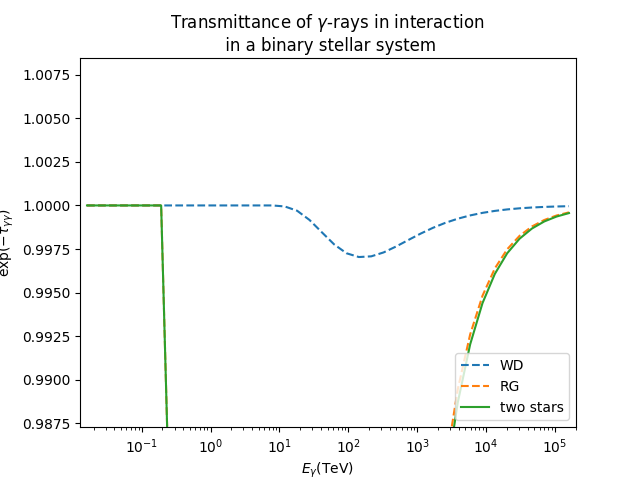 Transmittance of γ-rays in interaction
in a binary stellar system
exp(−τγγ)
1.0075
1.0050
1.0025
1.0000
0.9975
0.9950
0.9925
0.9900
0.9875
WD
RG
two stars
10⁻¹ 10⁰ 10¹ 10² 10³ 10⁴ 10⁵
Eγ(TeV)